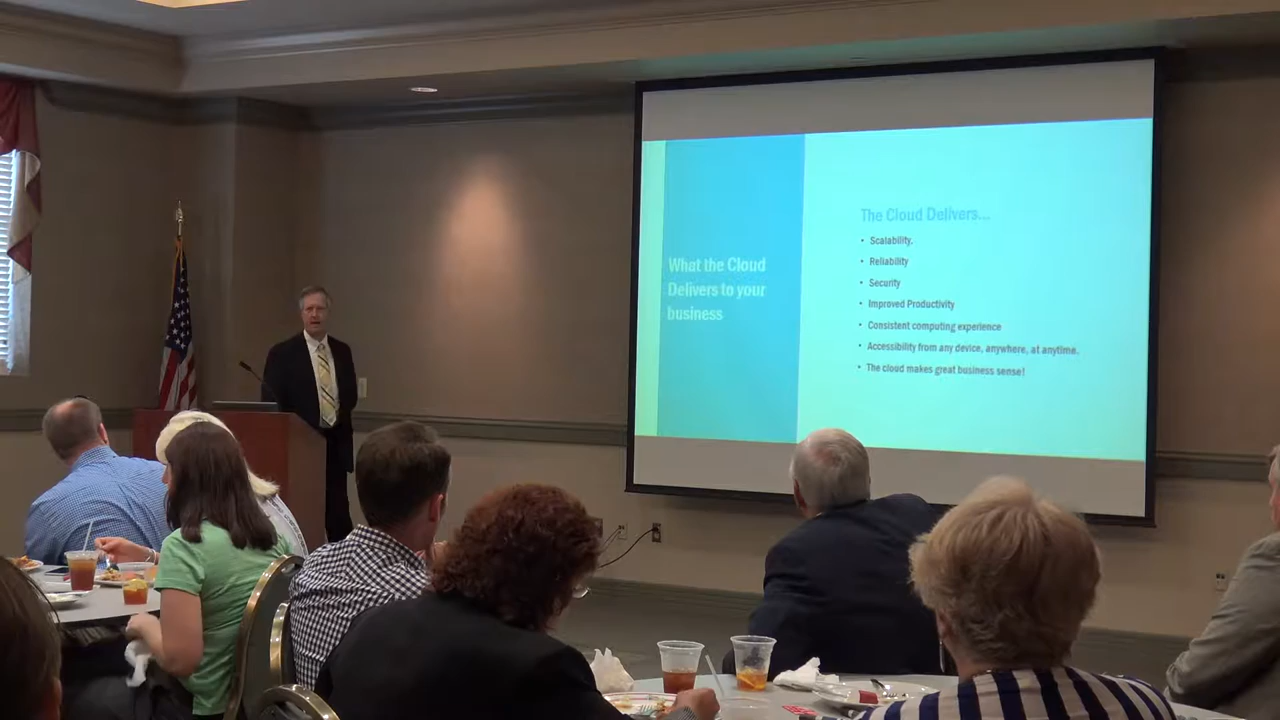 What the Cloud
Delivers to your
business
The Cloud Delivers...
• Scalability.
• Reliability
• Security
• Improved Productivity
• Consistent computing experience
• Accessibility from any device, anywhere, at anytime.
• The cloud makes great business sense!